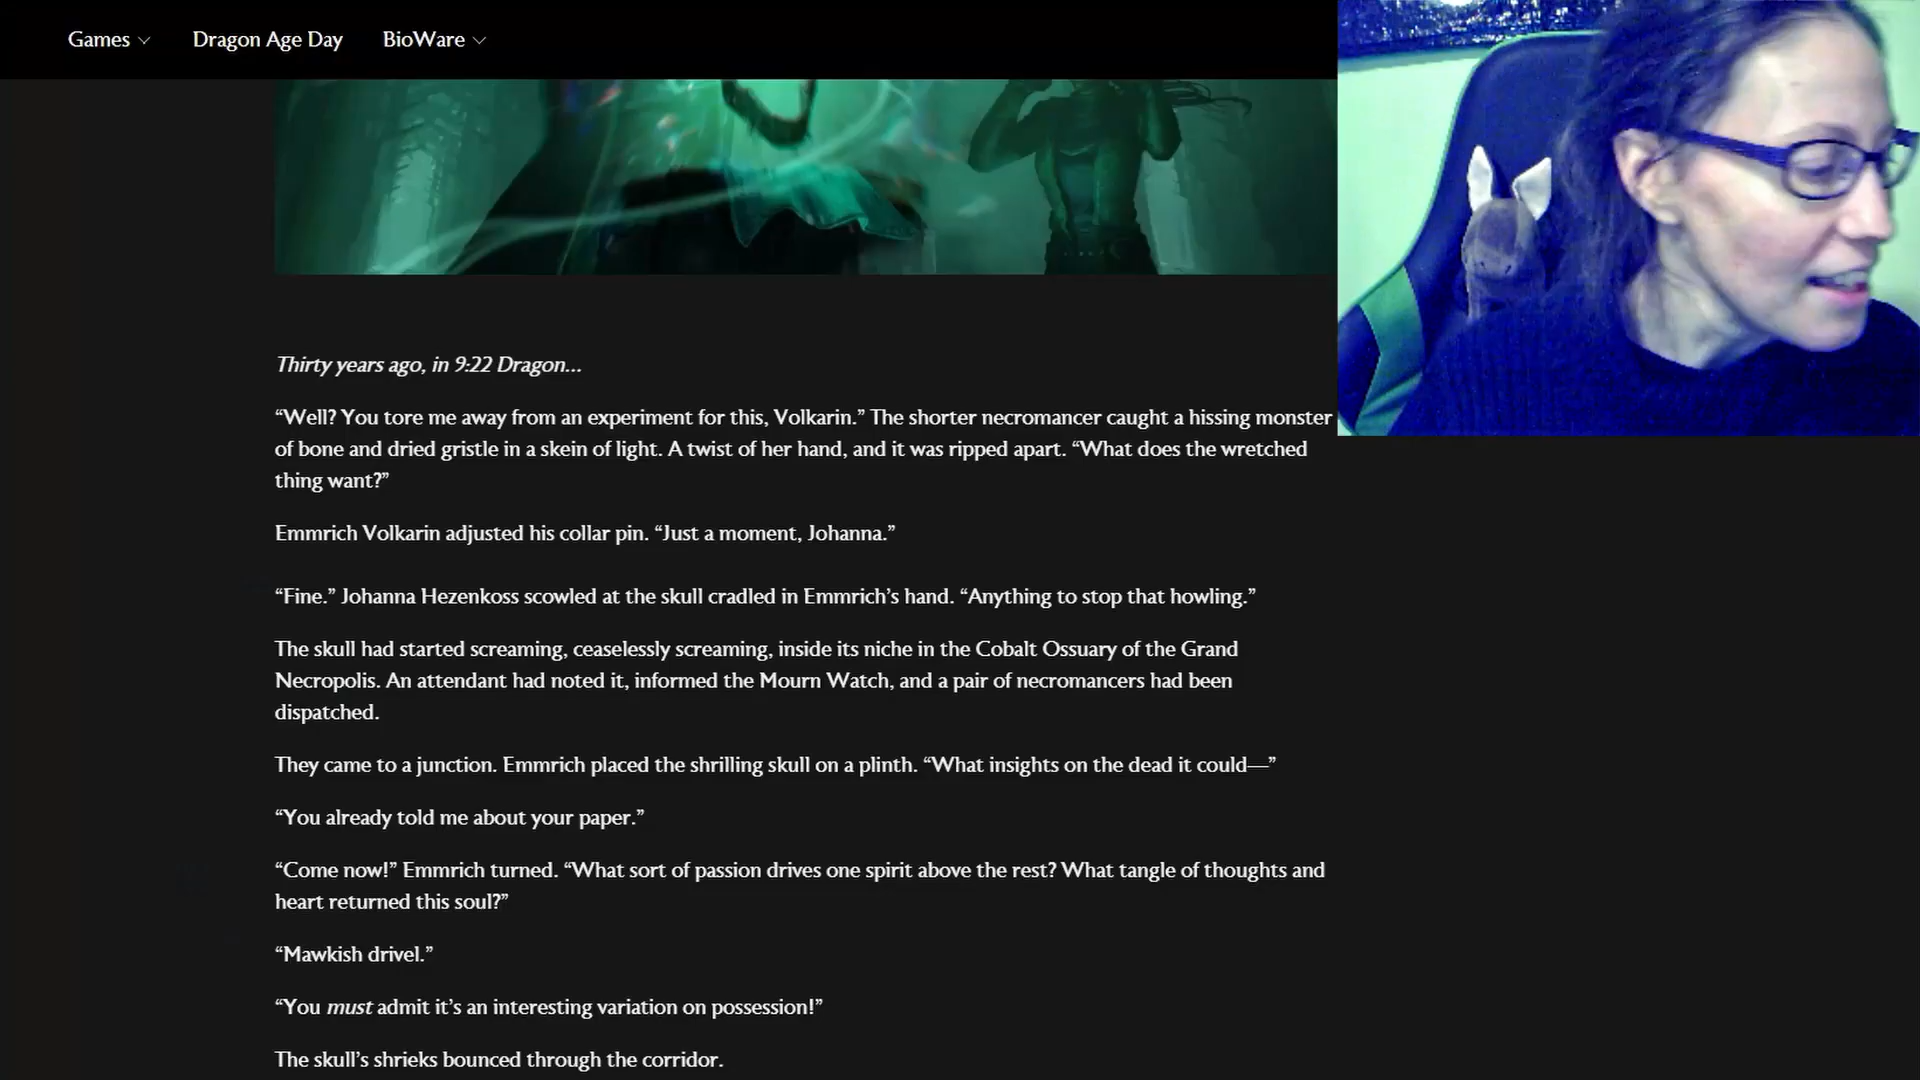 Games Dragon Age Day BioWare
Thirty years ago, in 9:22 Dragon...
“Well? You tore me away from an experiment for this, Volkarin.” The shorter necromancer caught a hissing monster
of bone and dried gristle in a skein of light. A twist of her hand, and it was ripped apart. “What does the wretched
thing want?”
Emmrich Volkarin adjusted his collar pin. “Just a moment, Johanna.”
“Fine.” Johanna Hezenkoss scowled at the skull cradled in Emmrich’s hand. “Anything to stop that howling.”
The skull had started screaming, ceaselessly screaming, inside its niche in the Cobalt Ossuary of the Grand
Necropolis. An attendant had noted it, informed the Mourn Watch, and a pair of necromancers had been
dispatched.
They came to a junction. Emmrich placed the shrilling skull on a plinth. “What insights on the dead it could—”
“You already told me about your paper.”
“Come now!” Emmrich turned. “What sort of passion drives one spirit above the rest? What tangle of thoughts and
heart returned this soul?”
“Mawkish drivel.”
“You must admit it’s an interesting variation on possession!”
The skull’s shrieks bounced through the corridor.